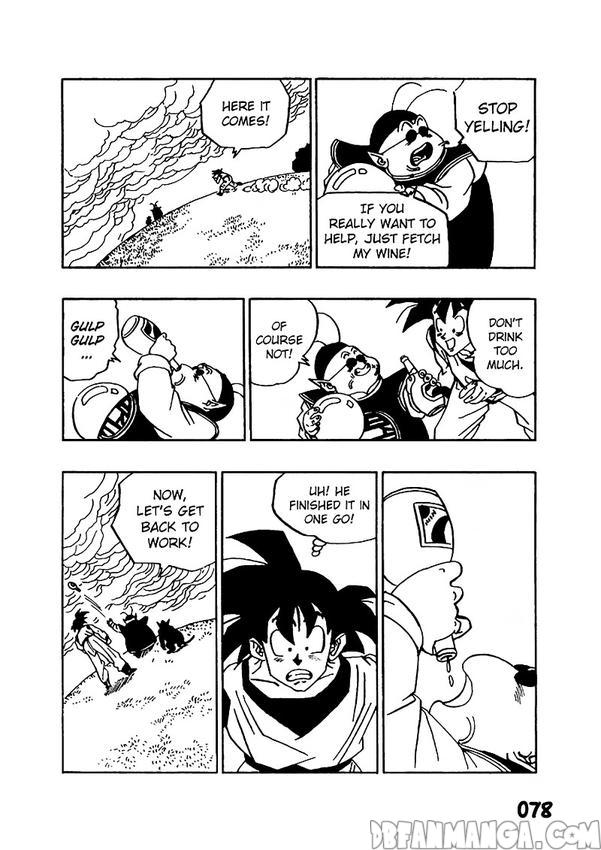 STOP
YELLING!
IF YOU
REALLY WANT TO
HELP, JUST FETCH
MY WINE!
HERE IT
COMES!
DON'T
DRINK
TOO
MUCH.
OF
COURSE
NOT!
GULP
GULP
...
UH! HE
FINISHED IT IN
ONE GO!
NOW,
LET'S GET
BACK TO
WORK!
078
DBFANMANGA.COM